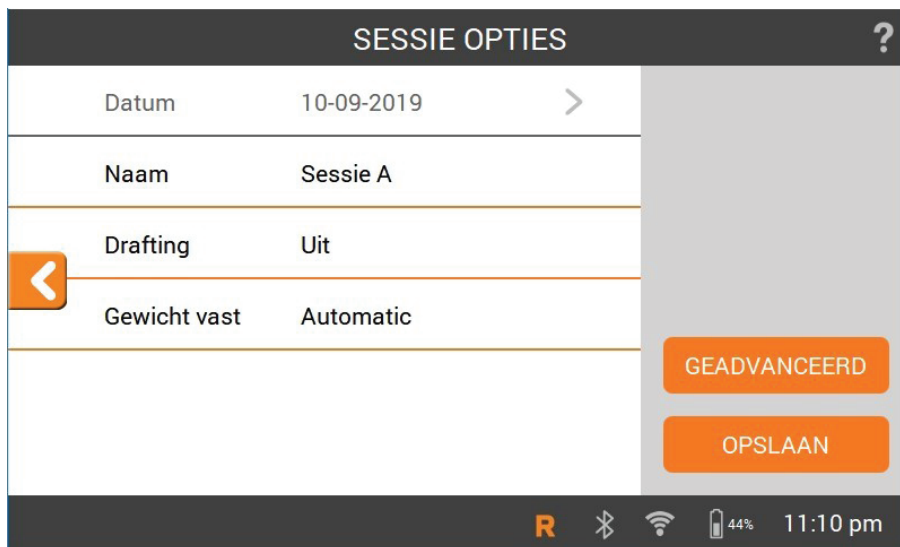 SESSIE OPTIES ?
Datum 10-09-2019
Naam Sessie A
Drafting Uit
Gewicht vast Automatic
GEADVANCEERD
OPSLAAN
R 44% 11:10 pm